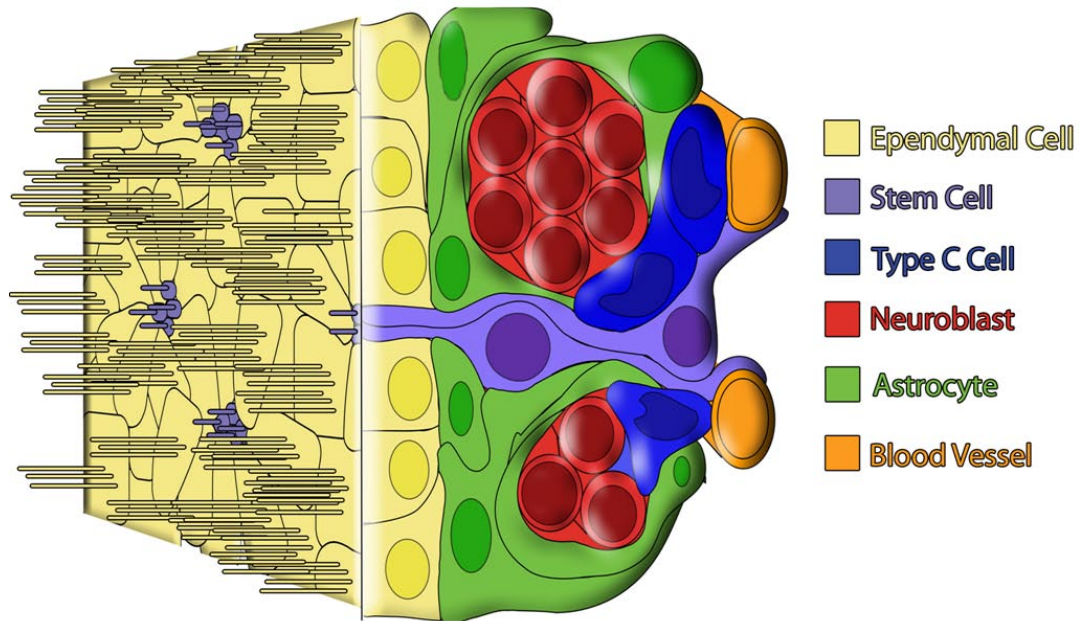 Ependymal Cell
Stem Cell
Type C Cell
Neuroblast
Astrocyte
Blood Vessel